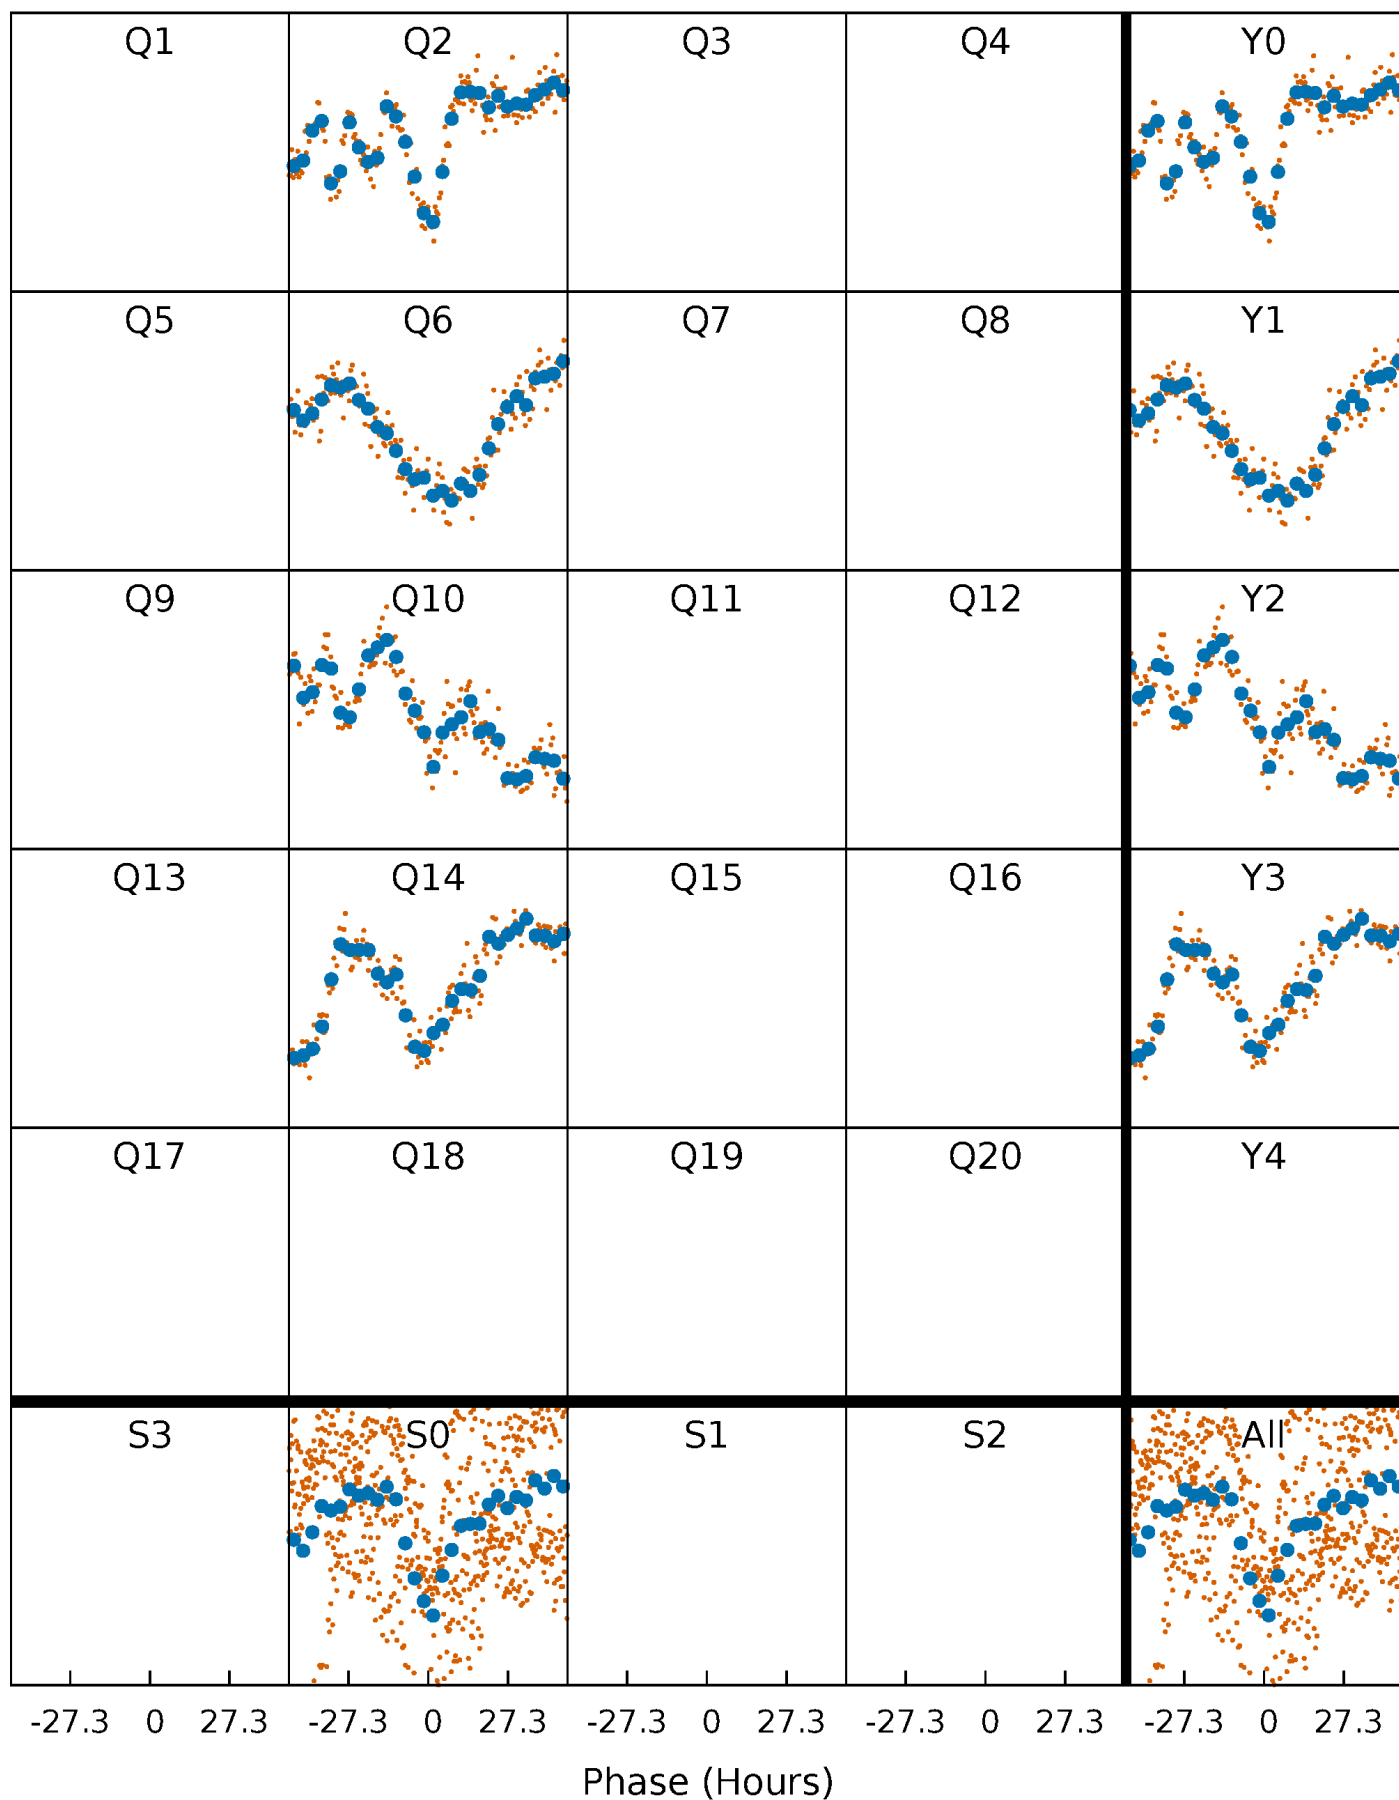 Q1 Q2 Q3 Q4 Y0
Q5 Q6 Q7 Q8 Y1
Q9 Q10 Q11 Q12 Y2
Q13 Q14 Q15 Q16 Y3
Q17 Q18 Q19 Q20 Y4
S3 S0 S1 S2 All
-27.3 0 27.3 -27.3 0 27.3 -27.3 0 27.3 -27.3 0 27.3 -27.3 0 27.3
Phase (Hours)